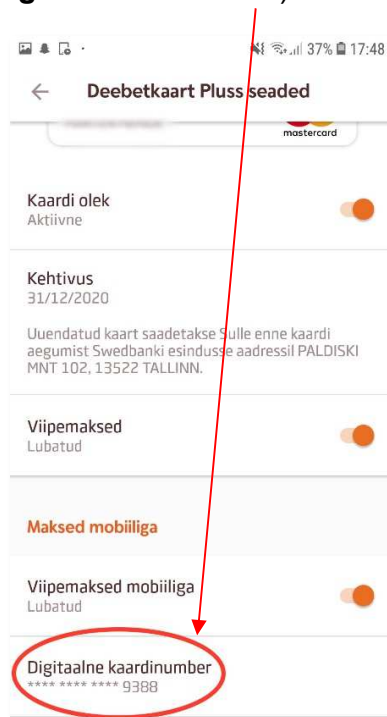 37% 17:48
Deebetkaart Pluss seaded
mastercard
Kaardi olek
Aktiivne
Kehtivus
31/12/2020
Uuendatud kaart saadetakse Sulle enne kaardi
aegumist Swedbanki esindusse aadressil PALDISKI
MNT 102, 13522 TALLINN.
Viipemaksed
Lubatud
Maksed mobiiliga
Viipemaksed mobiiliga
Lubatud
Digitaalne kaardinumber
**** **** **** 9388